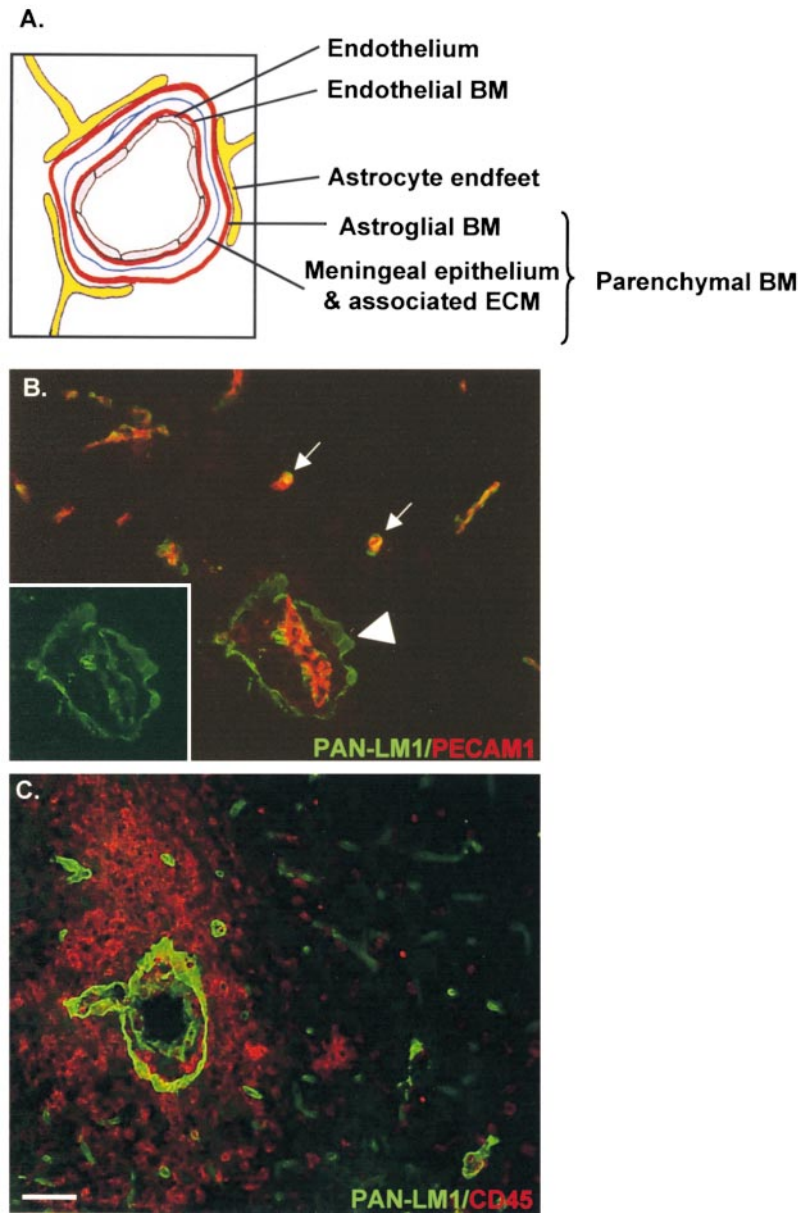 A.
Endothelium
Endothelial BM
Astrocyte endfeet
Astroglial BM
Meningeal epithelium
& associated ECM
Parenchymal BM
B.
PAN-LM1/PECAM1
C.
PAN-LM1/CD45